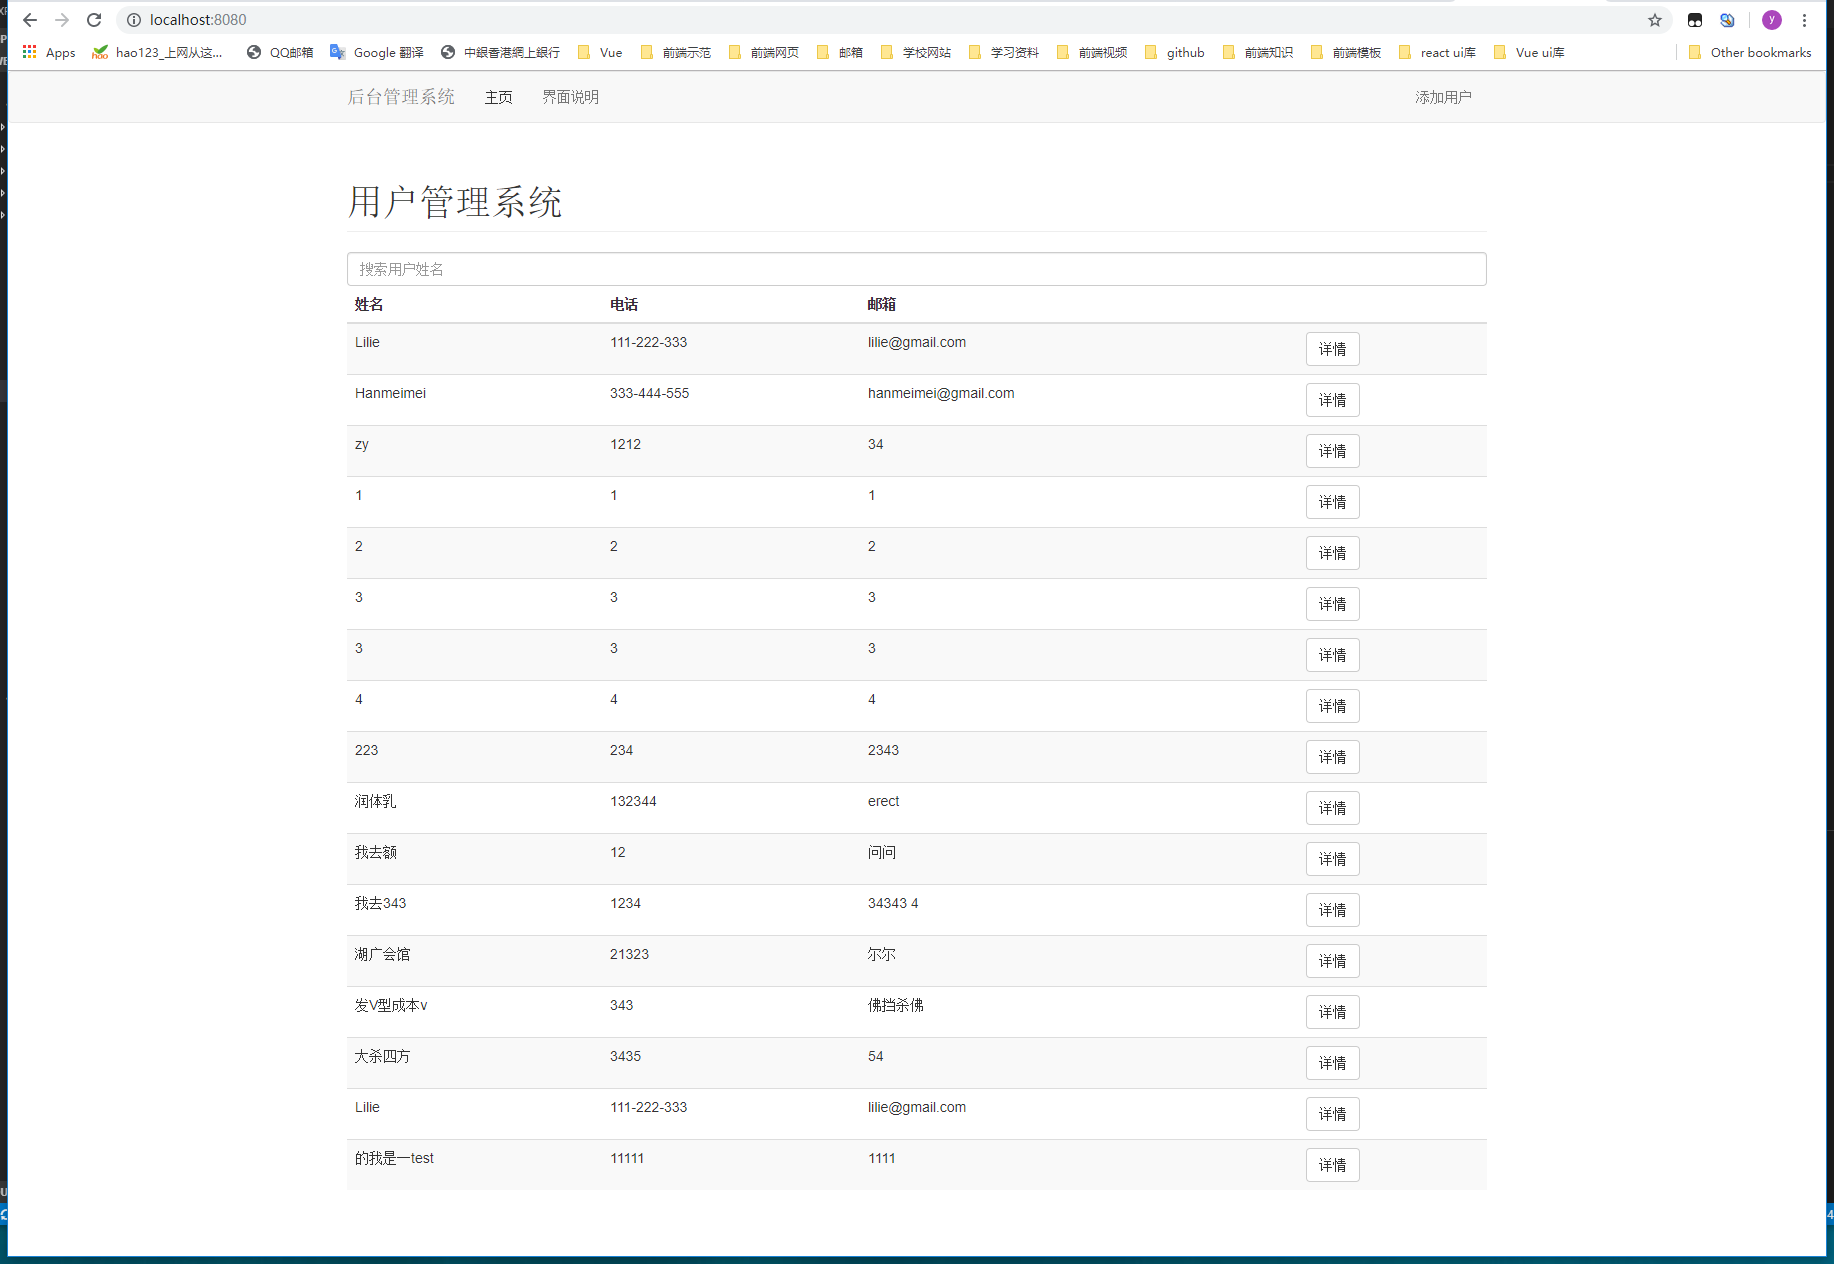 localhost:8080
Apps hao123_上网从这... QQ邮箱 Google 翻译 中銀香港網上銀行 Vue 前端示范 前端网页 邮箱 学校网站 学习资料 前端视频 github 前端知识 前端模板 react ui库 Vue ui库 Other bookmarks
后台管理系统 主页 界面说明 添加用户
用户管理系统
搜索用户姓名
姓名 电话 邮箱
Lilie 111-222-333 lilie@gmail.com 详情
Hanmeimei 333-444-555 hanmeimei@gmail.com 详情
zy 1212 34 详情
1 1 1 详情
2 2 2 详情
3 3 3 详情
3 3 3 详情
4 4 4 详情
223 234 2343 详情
润体乳 132344 erect 详情
我去额 12 问问 详情
我去343 1234 34343 4 详情
湖广会馆 21323 尔尔 详情
发V型成本v 343 佛挡杀佛 详情
大杀四方 3435 54 详情
Lilie 111-222-333 lilie@gmail.com 详情
的我是一test 11111 1111 详情